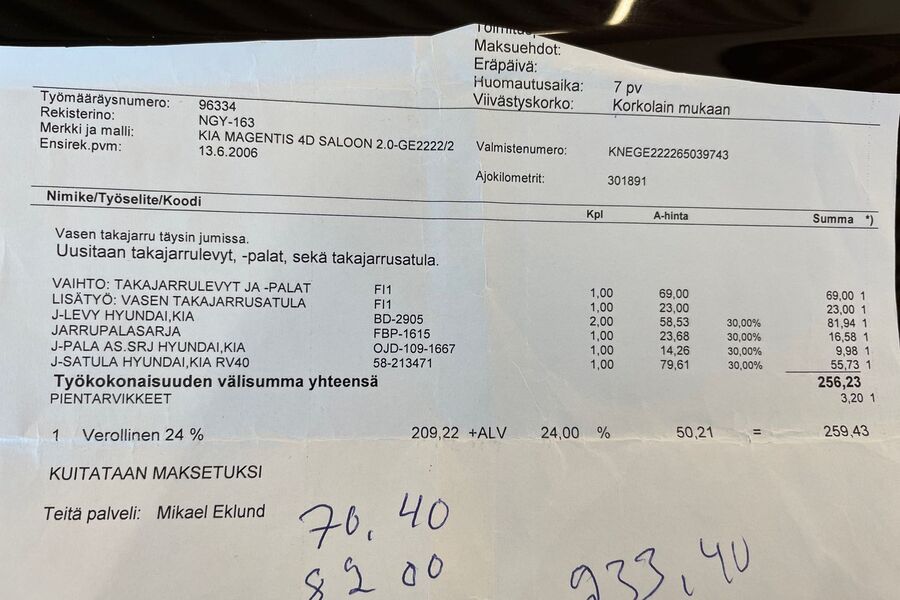 Toimitus
Maksuehdot:
Eräpäivä:
Huomautusaika: 7 pv
Viivästyskorko: Korkolain mukaan
Työmääräysnumero: 96334
Rekisterino: NGY-163
Merkki ja malli: KIA MAGENTIS 4D SALOON 2.0-GE2222/2
Ensirek.pvm: 13.6.2006
Valmistenumero: KNEGE222265039743
Ajokilometrit: 301891
Nimike/Työselite/Koodi Kpl A-hinta Summa *)
Vasen takajarru täysin jumissa.
Uusitaan takajarrulevyt, -palat, sekä takajarrusatula.
VAIHTO: TAKAJARRULEVYT JA -PALAT FI1 1,00 69,00 69,00 1
LISÄTYÖ: VASEN TAKAJARRUSATULA FI1 1,00 23,00 23,00 1
J-LEVY HYUNDAI,KIA BD-2905 2,00 58,53 30,00% 81,94 1
JARRUPALASARJA FBP-1615 1,00 23,68 30,00% 16,58 1
J-PALA AS.SRJ HYUNDAI,KIA OJD-109-1667 1,00 14,26 30,00% 9,98 1
J-SATULA HYUNDAI,KIA RV40 58-213471 1,00 79,61 30,00% 55,73 1
Työkokonaisuuden välisumma yhteensä 256,23
PIENTARVIKKEET 3,20 1
1 Verollinen 24 % 209,22 +ALV 24,00 % 50,21 = 259,43
KUITATAAN MAKSETUKSI
Teitä palveli: Mikael Eklund
70,40
82 00
233,40